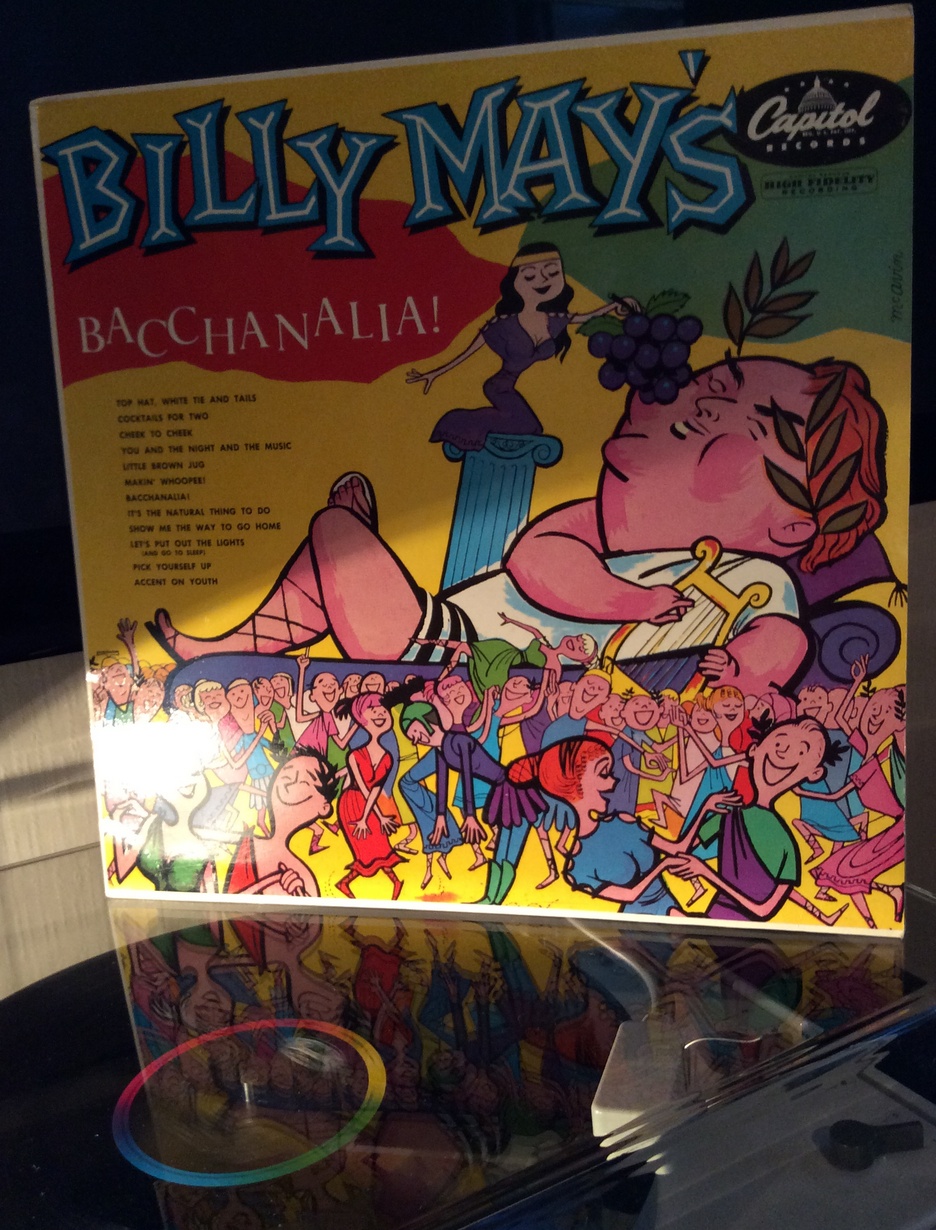 BILLY MAY'S
Capitol
RECORDS
HIGH FIDELITY
RECORDING
BACCHANALIA!
McCann
TOP HAT, WHITE TIE AND TAILS
COCKTAILS FOR TWO
CHEEK TO CHEEK
YOU AND THE NIGHT AND THE MUSIC
LITTLE BROWN JUG
MAKIN' WHOOPEE!
BACCHANALIA!
IT'S THE NATURAL THING TO DO
SHOW ME THE WAY TO GO HOME
LET'S PUT OUT THE LIGHTS
(AND GO TO SLEEP)
PICK YOURSELF UP
ACCENT ON YOUTH